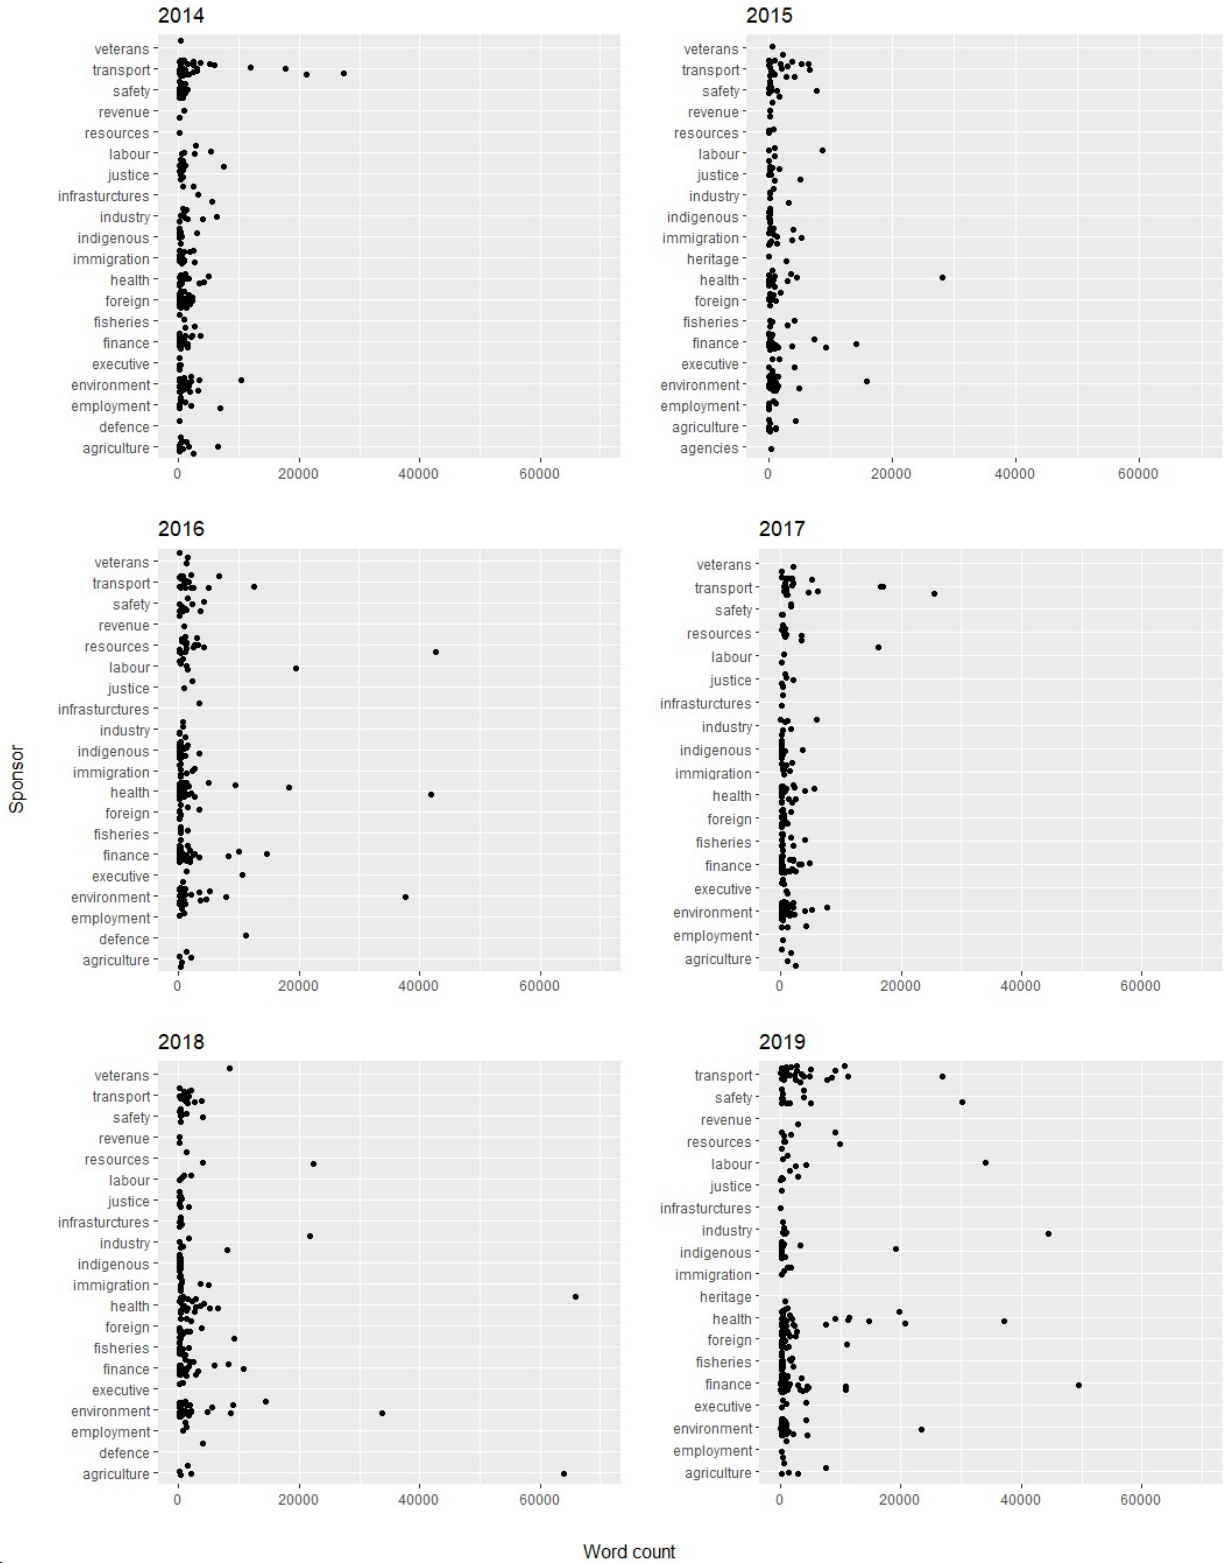 2014
veterans
transport
safety
revenue
resources
labour
justice
infrasturctures
industry
indigenous
immigration
health
foreign
fisheries
finance
executive
environment
employment
defence
agriculture
0 20000 40000 60000
2015
veterans
transport
safety
revenue
resources
labour
justice
industry
indigenous
immigration
heritage
health
foreign
fisheries
finance
executive
environment
employment
agriculture
agencies
0 20000 40000 60000
Sponsor
2016
veterans
transport
safety
revenue
resources
labour
justice
infrasturctures
industry
indigenous
immigration
health
foreign
fisheries
finance
executive
environment
employment
defence
agriculture
0 20000 40000 60000
2017
veterans
transport
safety
resources
labour
justice
infrasturctures
industry
indigenous
immigration
health
foreign
fisheries
finance
executive
environment
employment
agriculture
0 20000 40000 60000
2018
veterans
transport
safety
revenue
resources
labour
justice
infrasturctures
industry
indigenous
immigration
health
foreign
fisheries
finance
executive
environment
employment
defence
agriculture
0 20000 40000 60000
2019
transport
safety
revenue
resources
labour
justice
infrasturctures
industry
indigenous
immigration
heritage
health
foreign
fisheries
finance
executive
environment
employment
agriculture
0 20000 40000 60000
Word count